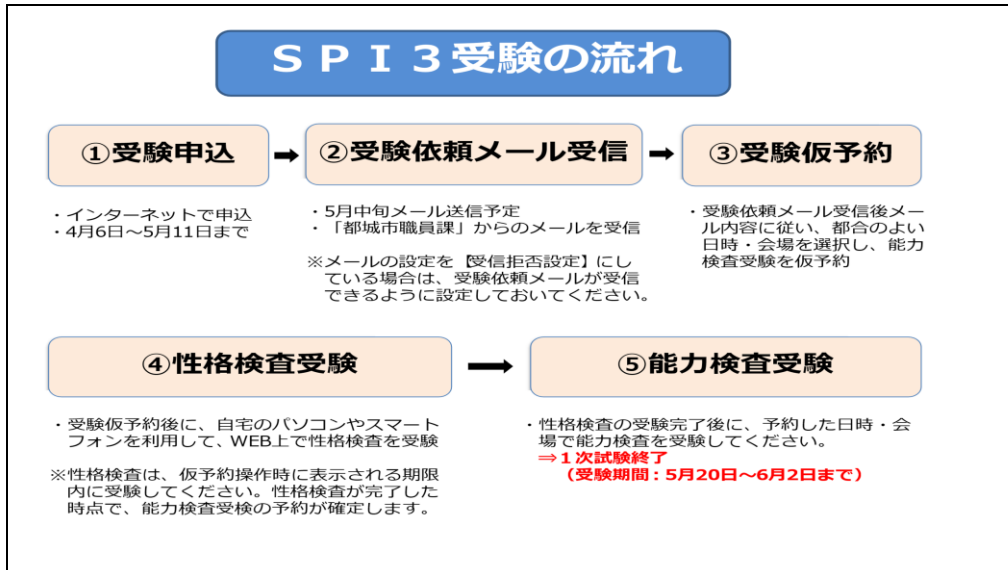 ＳＰＩ３受験の流れ
①受験申込
➡
②受験依頼メール受信
➡
③受験仮予約
・インターネットで申込
・4月6日～5月11日まで
・5月中旬メール送信予定
・「都城市職員課」からのメールを受信
※メールの設定を【受信拒否設定】にし
ている場合は、受験依頼メールが受信
できるように設定しておいてください。
・受験依頼メール受信後メー
ル内容に従い、都合のよい
日時・会場を選択し、能力
検査受験を仮予約
④性格検査受験
➡
⑤能力検査受験
・受験仮予約後に、自宅のパソコンやスマート
フォンを利用して、WEB上で性格検査を受験
※性格検査は、仮予約操作時に表示される期限
内に受験してください。性格検査が完了した
時点で、能力検査受検の予約が確定します。
・性格検査の受験完了後に、予約した日時・会
場で能力検査を受験してください。
⇒１次試験終了
（受験期間：5月20日～6月2日まで）